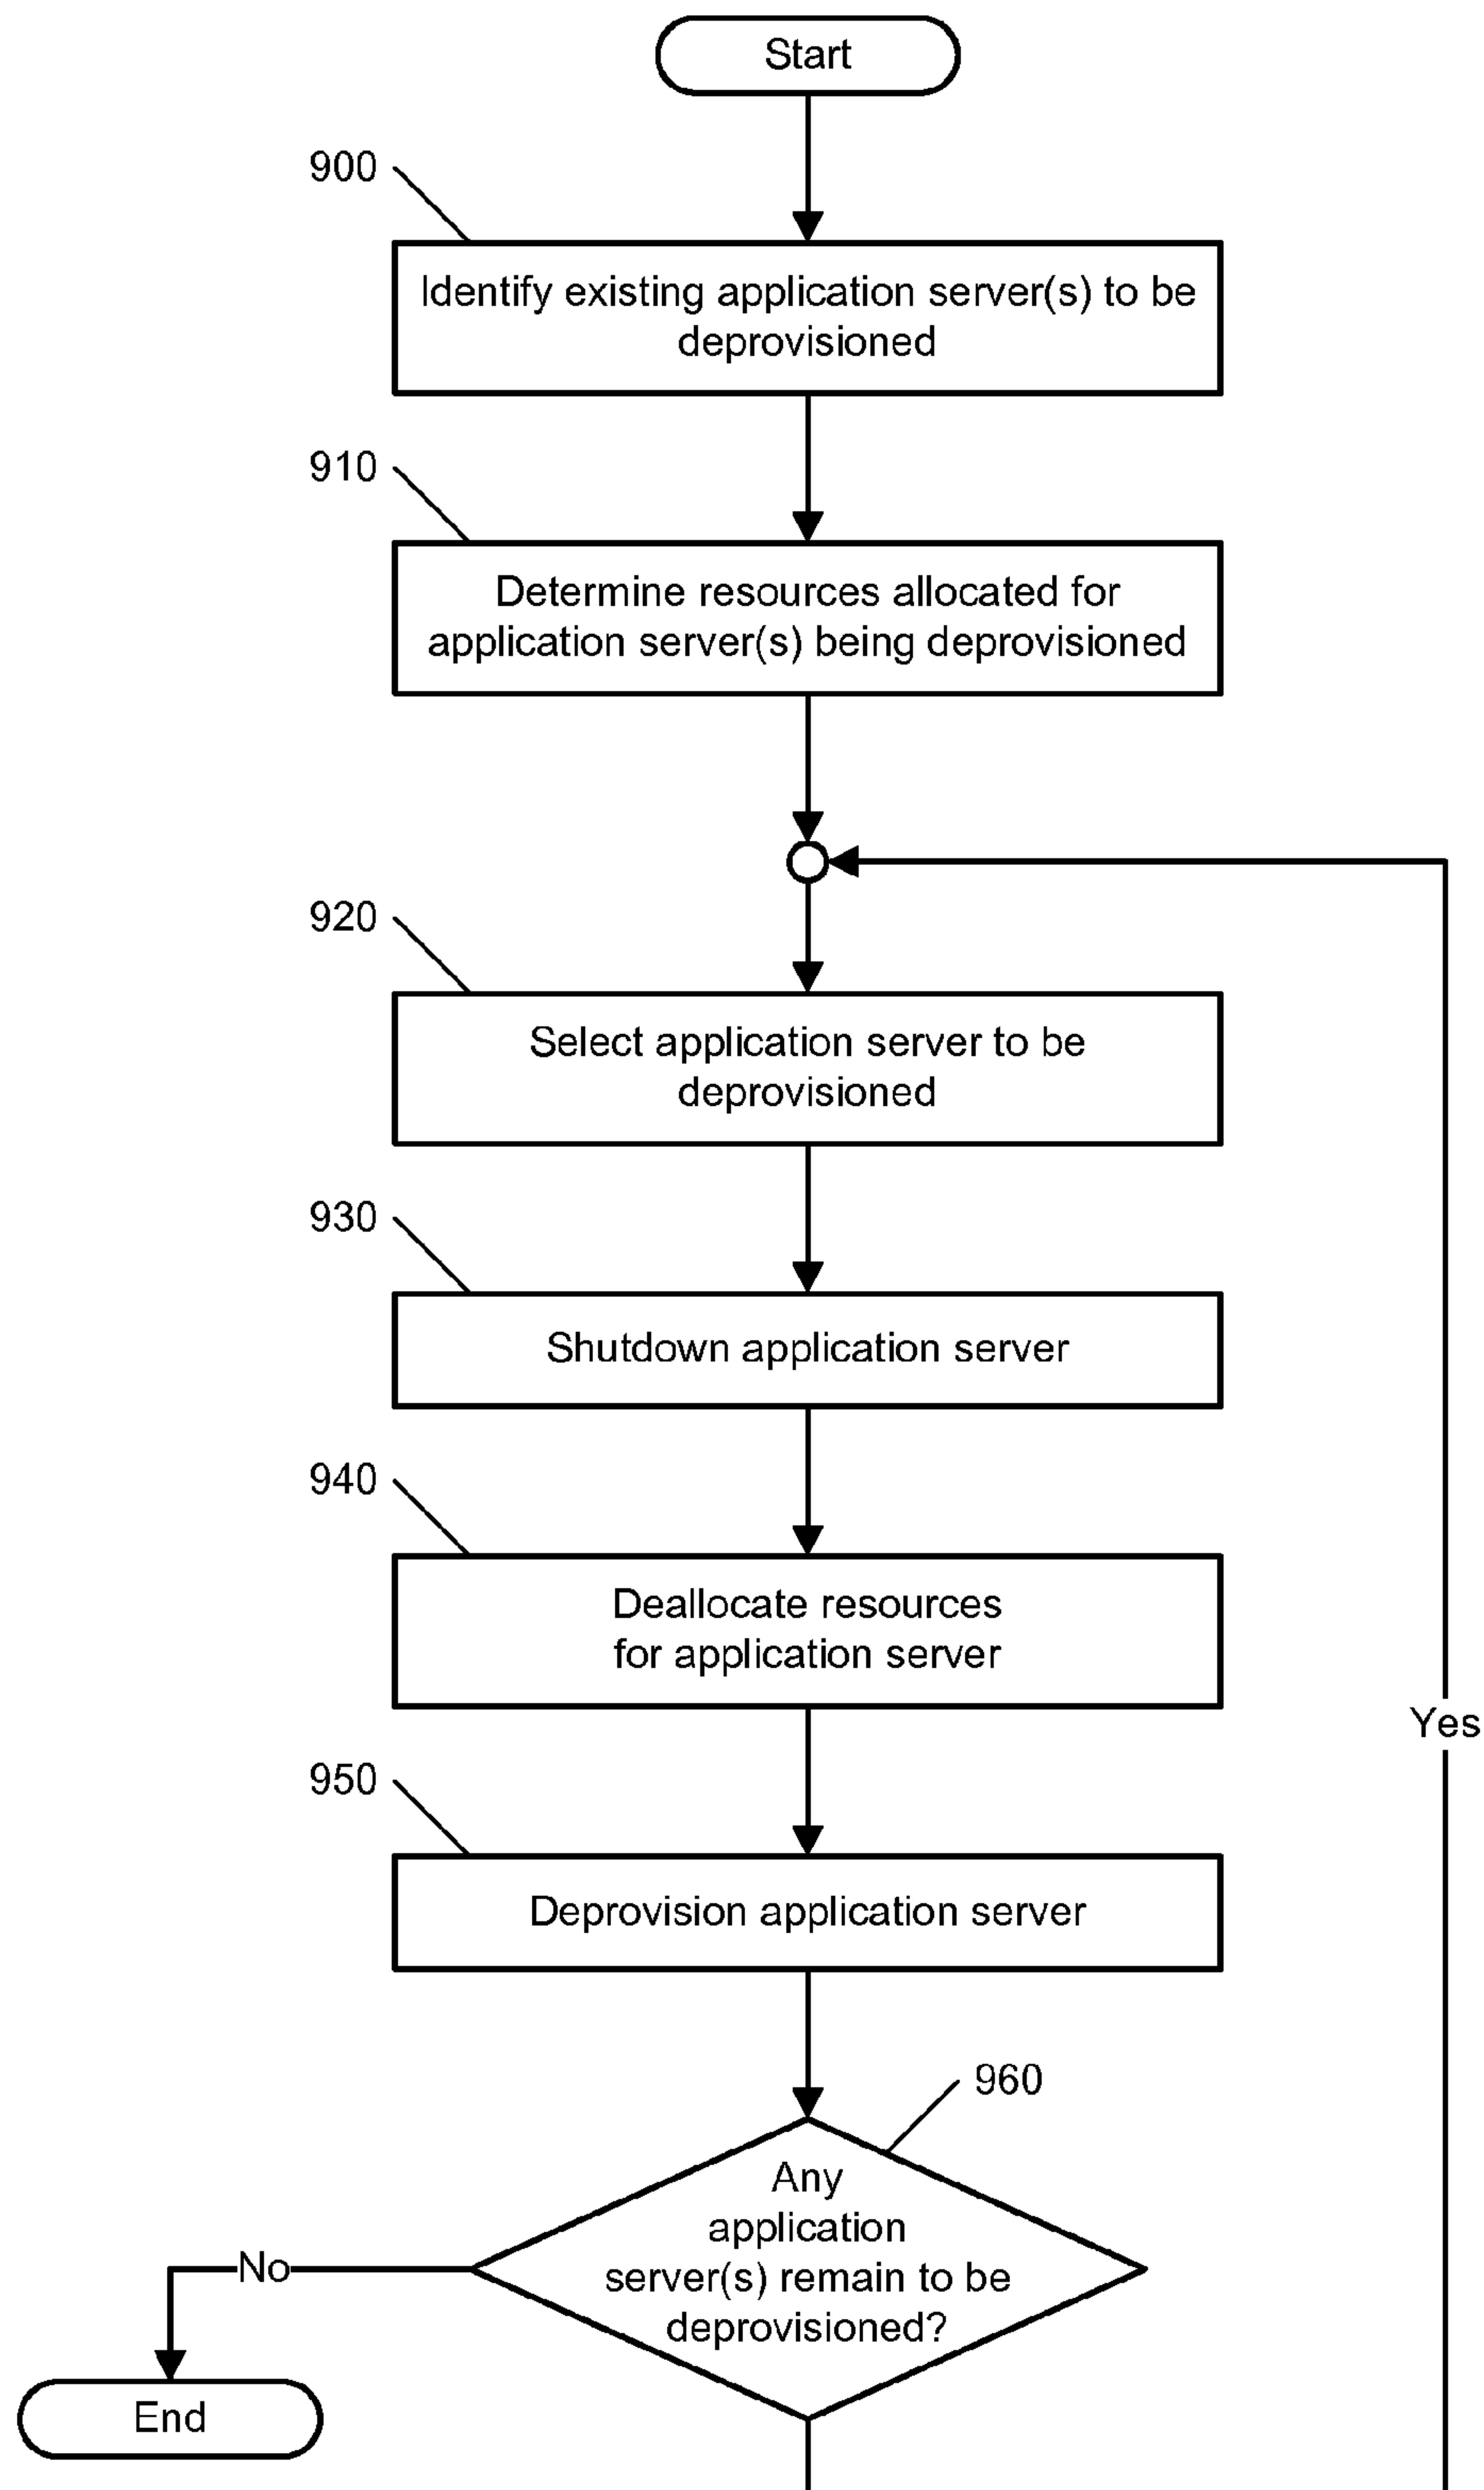 Start
900
Identify existing application server(s) to be
deprovisioned
910
Determine resources allocated for
application server(s) being deprovisioned
920
Select application server to be
deprovisioned
930
Shutdown application server
940
Deallocate resources
for application server
Yes
950
Deprovision application server
960
Any
application
server(s) remain to be
deprovisioned?
No
End